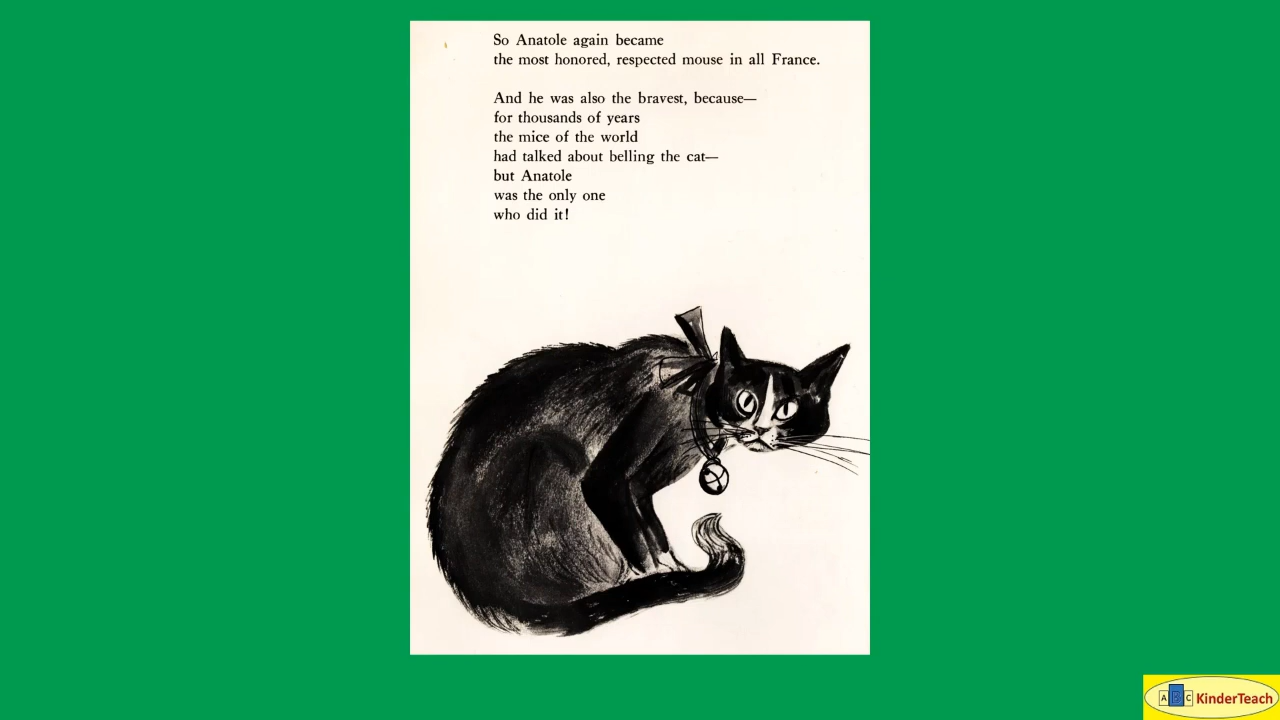 So Anatole again became
the most honored, respected mouse in all France.
And he was also the bravest, because—
for thousands of years
the mice of the world
had talked about belling the cat—
but Anatole
was the only one
who did it!
A B C KinderTeach